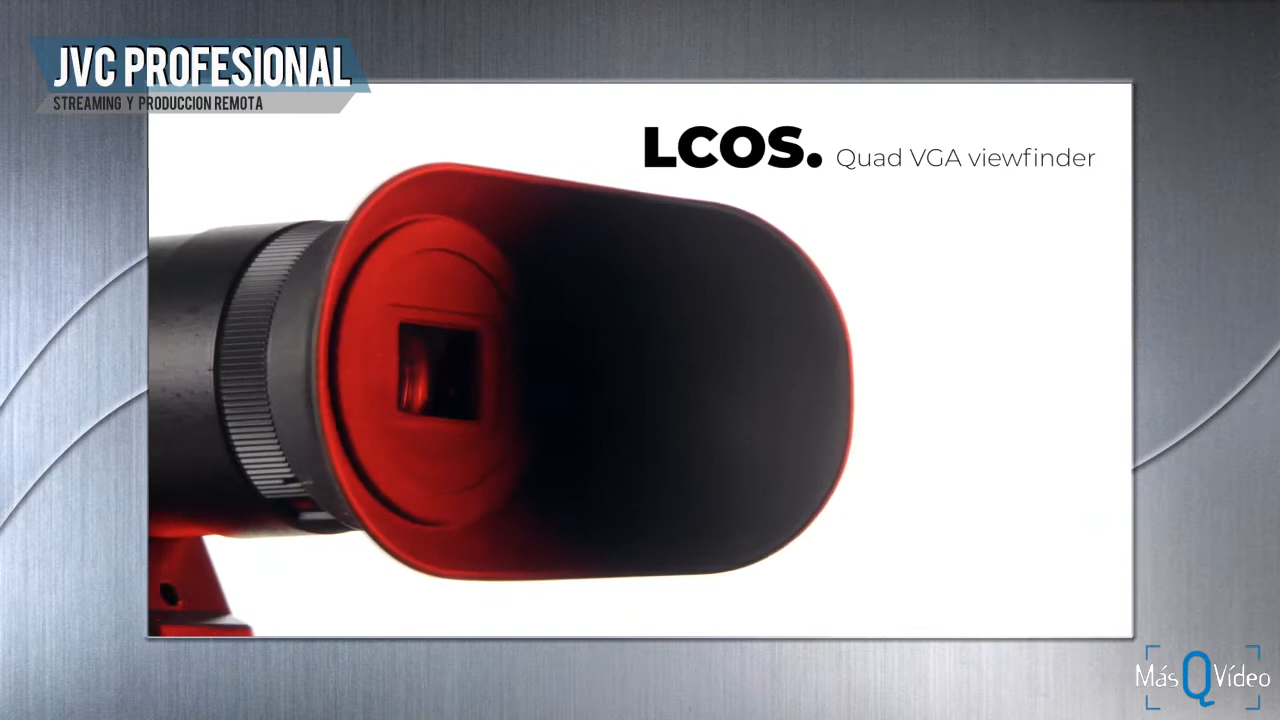 JVC PROFESIONAL
STREAMING Y PRODUCCION REMOTA
LCOS. Quad VGA viewfinder
Más Q Vídeo